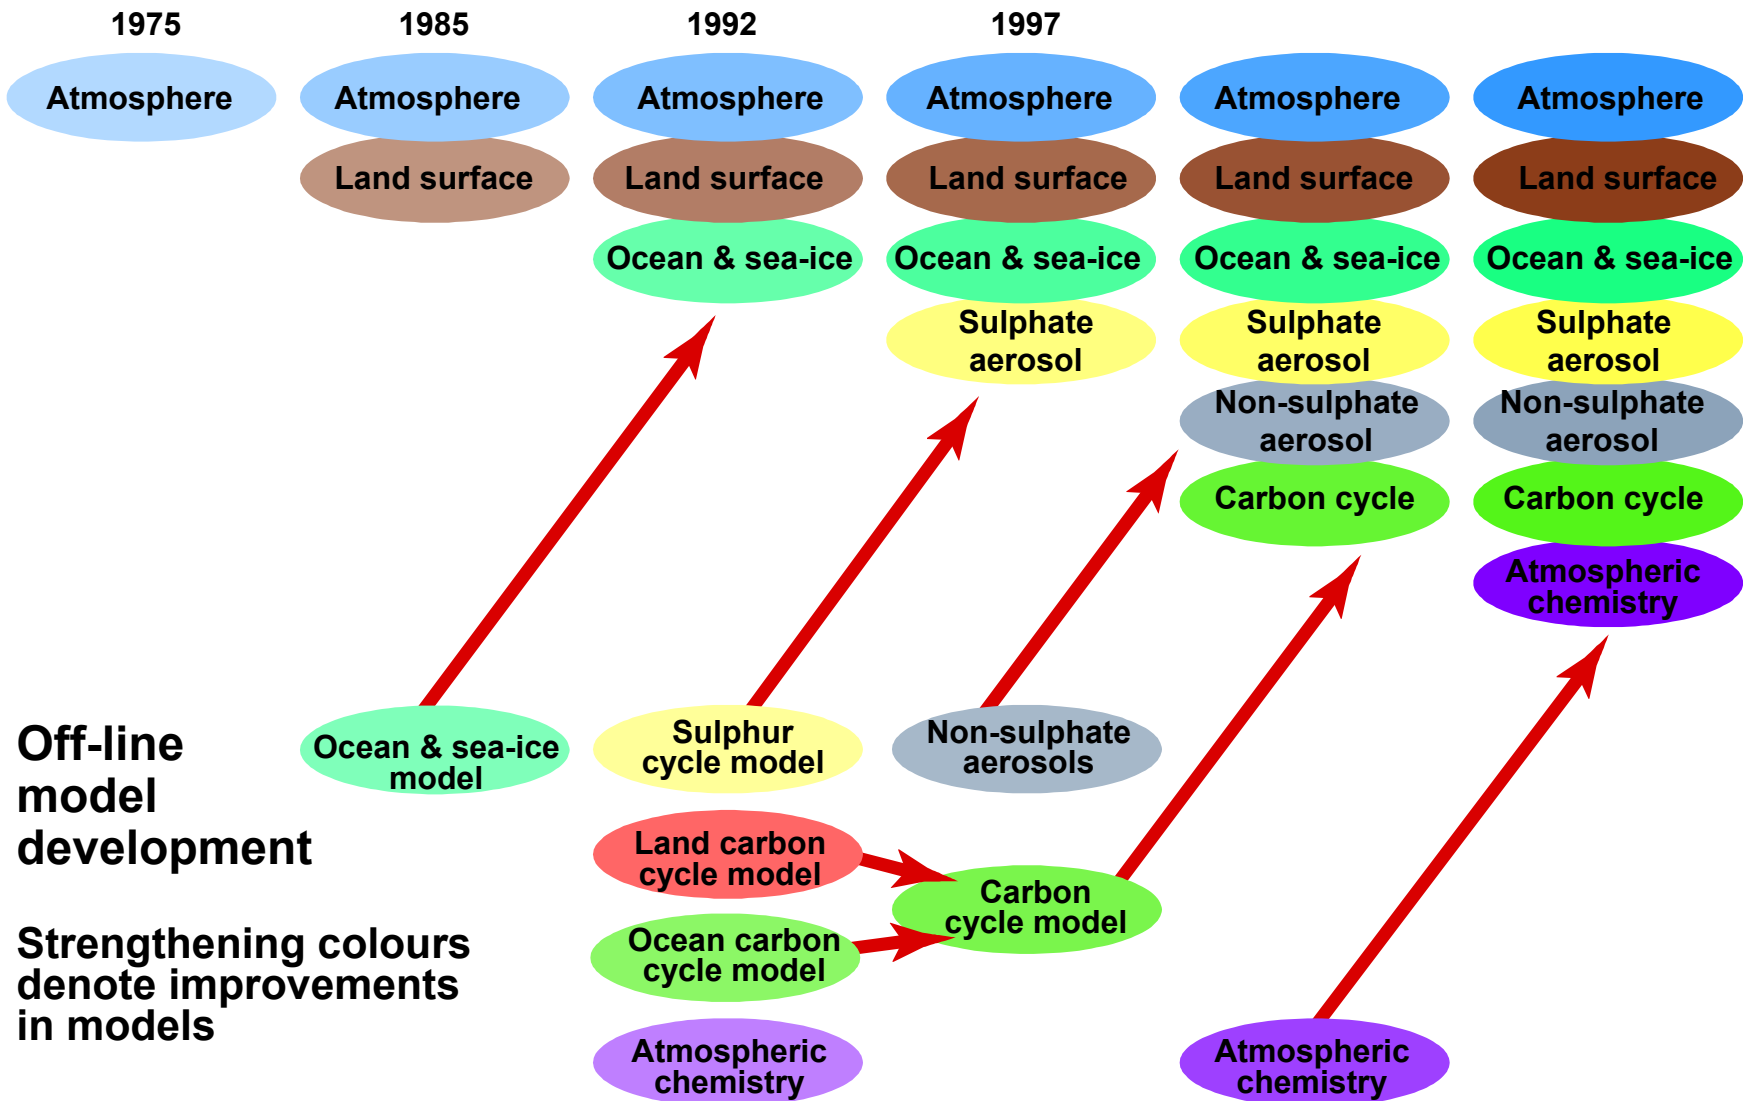 1975 1985 1992 1997
Atmosphere Atmosphere Atmosphere Atmosphere Atmosphere Atmosphere
Land surface Land surface Land surface Land surface Land surface
Ocean & sea-ice Ocean & sea-ice Ocean & sea-ice Ocean & sea-ice
Sulphate Sulphate Sulphate
aerosol aerosol aerosol
Non-sulphate Non-sulphate
aerosol aerosol
Carbon cycle Carbon cycle
Atmospheric
chemistry
Off-line
model
development
Ocean & sea-ice
model
Sulphur
cycle model
Non-sulphate
aerosols
Land carbon
cycle model
Carbon
cycle model
Ocean carbon
cycle model
Strengthening colours
denote improvements
in models
Atmospheric
chemistry
Atmospheric
chemistry